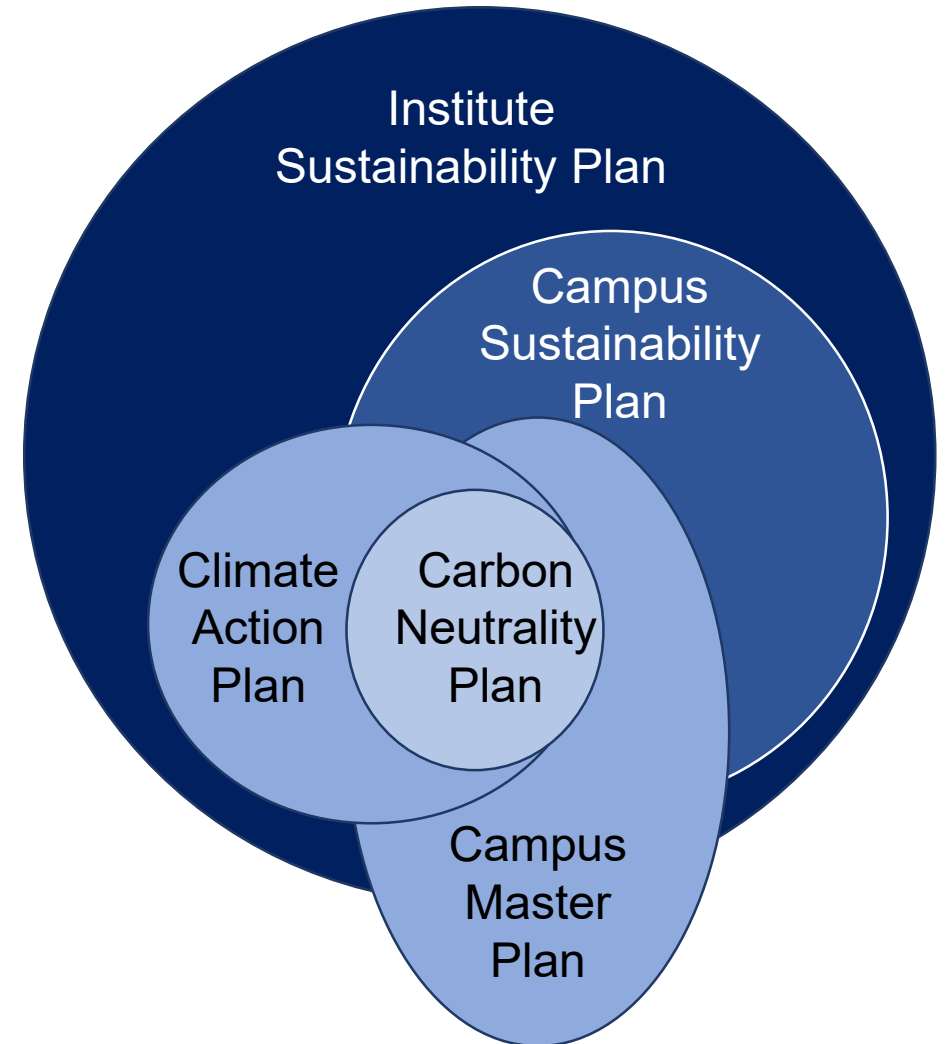 Institute
Sustainability Plan
Campus
Sustainability
Plan
Climate
Action
Plan
Carbon
Neutrality
Plan
Campus
Master
Plan